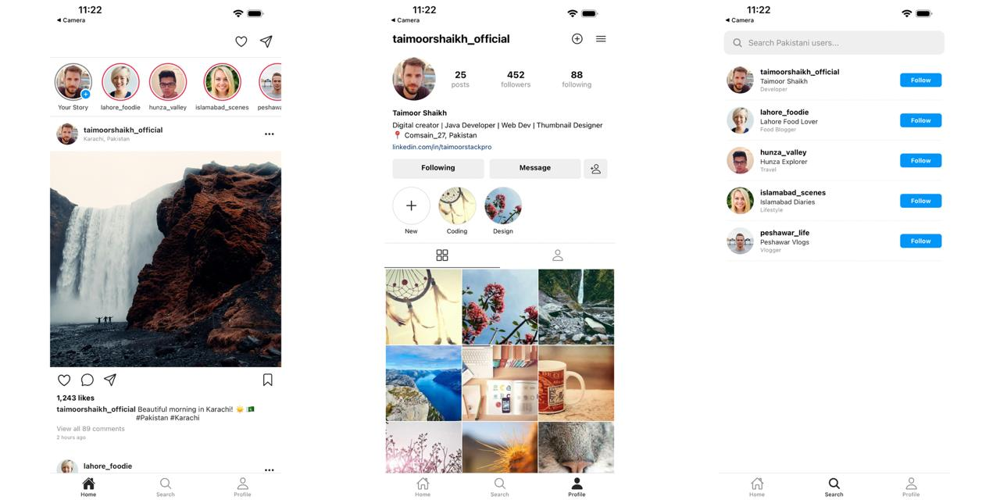 11:22
◀ Camera
Your Story
lahore_foodie
hunza_valley
islamabad_scenes
peshawa
taimoorshaikh_official
Karachi, Pakistan
1,243 likes
taimoorshaikh_official Beautiful morning in Karachi! ☀️ 🇵🇰
#Pakistan #Karachi
View all 89 comments
2 hours ago
lahore_foodie
Home
Search
Profile
11:22
◀ Camera
taimoorshaikh_official
25
posts
452
followers
88
following
Taimoor Shaikh
Digital creator | Java Developer | Web Dev | Thumbnail Designer
📍 Comsain_27, Pakistan
linkedin.com/in/taimoorstackpro
Following
Message
New
Coding
Design
Home
Search
Profile
11:22
◀ Camera
Search Pakistani users...
taimoorshaikh_official
Taimoor Shaikh
Developer
Follow
lahore_foodie
Lahore Food Lover
Food Blogger
Follow
hunza_valley
Hunza Explorer
Travel
Follow
islamabad_scenes
Islamabad Diaries
Lifestyle
Follow
peshawar_life
Peshawar Vlogs
Vlogger
Follow
Home
Search
Profile